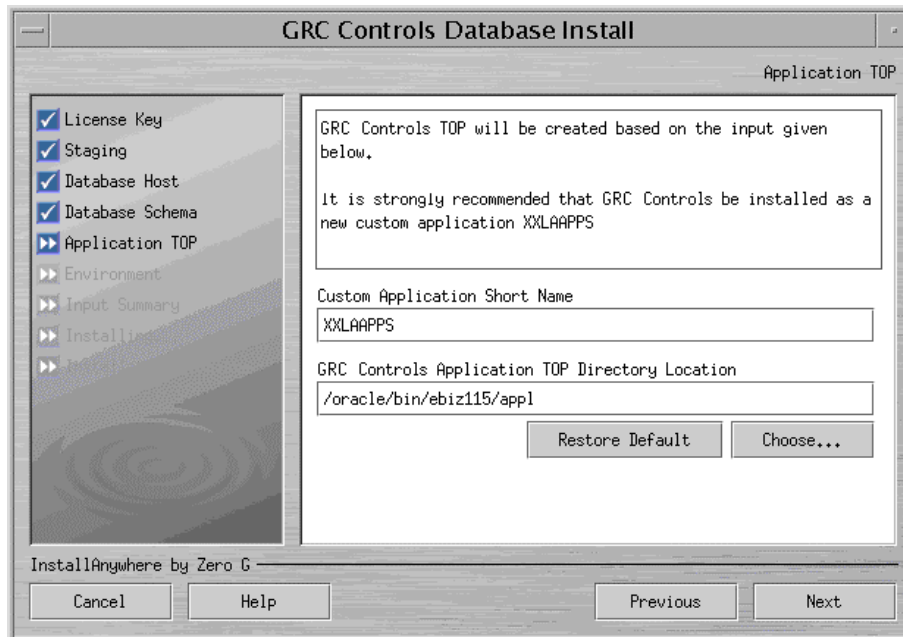 GRC Controls Database Install
Application TOP
License Key
Staging
Database Host
Database Schema
Application TOP
Environment
Input Summary
GRC Controls TOP will be created based on the input given
below.
It is strongly recommended that GRC Controls be installed as a
new custom application XXLAAPPS
Custom Application Short Name
XXLAAPPS
GRC Controls Application TOP Directory Location
/oracle/bin/ebiz115/appl
Restore Default
Choose...
InstallAnywhere by Zero G
Cancel
Help
Previous
Next